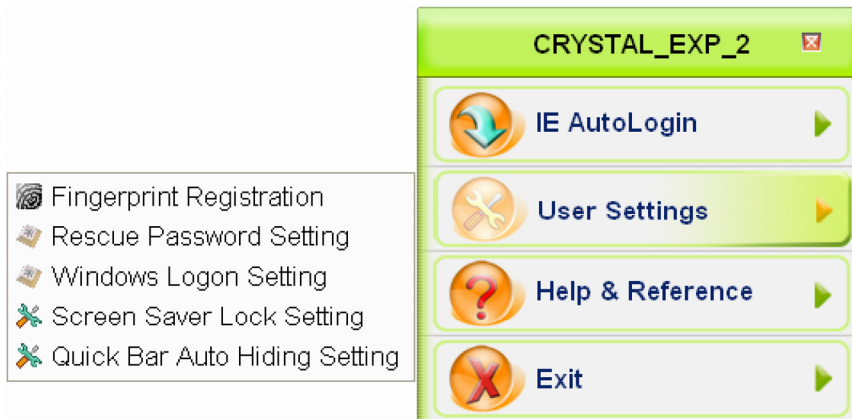 CRYSTAL_EXP_2
IE AutoLogin
User Settings
Help & Reference
Exit
Fingerprint Registration
Rescue Password Setting
Windows Logon Setting
Screen Saver Lock Setting
Quick Bar Auto Hiding Setting